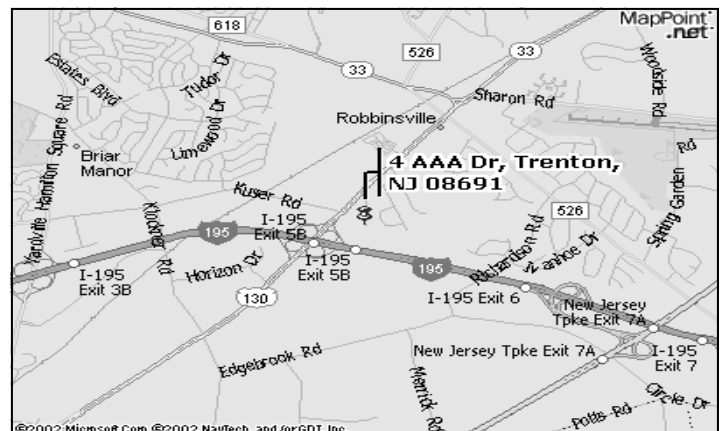 MapPoint
.net
618
526
33
33
Estates Blvd
Tudor Dr
Limewood Dr
Woodside Rd
Sharon Rd
Robbinsville
Rd
Yardville Hamilton Square Rd
Briar
Manor
4 AAA Dr, Trenton,
NJ 08691
Kuser Rd
Klockner Rd
526
Spring Garden
I-195
Exit 5B
195
Richardson Rd
I-195
Exit 3B
Horizon Dr
I-195
Exit 5B
195
130
I-195 Exit 6
New Jersey
Tpke Exit 7A
Edgebrook Rd
New Jersey Tpke Exit 7A
I-195
Exit 7
Merrick Rd
Circle Dr
Potts Rd
©2002 Microsoft Corp ©2002 NavTech, and/or GDT, Inc.